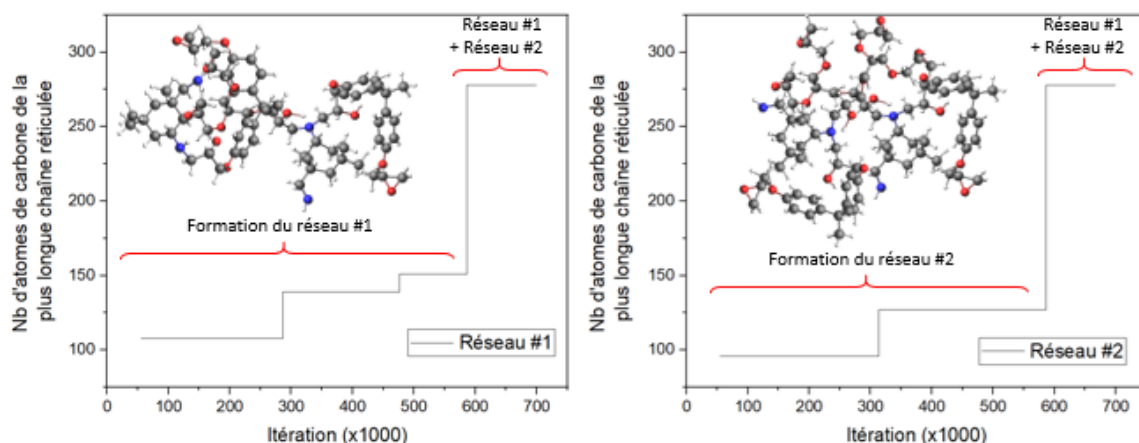 Nb d'atomes de carbone de la
plus longue chaîne réticulée
300
250
200
150
100
Réseau #1
+ Réseau #2
Formation du réseau #1
Réseau #1
0 100 200 300 400 500 600 700
Itération (x1000)
Nb d'atomes de carbone de la
plus longue chaîne réticulée
300
250
200
150
100
Réseau #1
+ Réseau #2
Formation du réseau #2
Réseau #2
0 100 200 300 400 500 600 700
Itération (x1000)